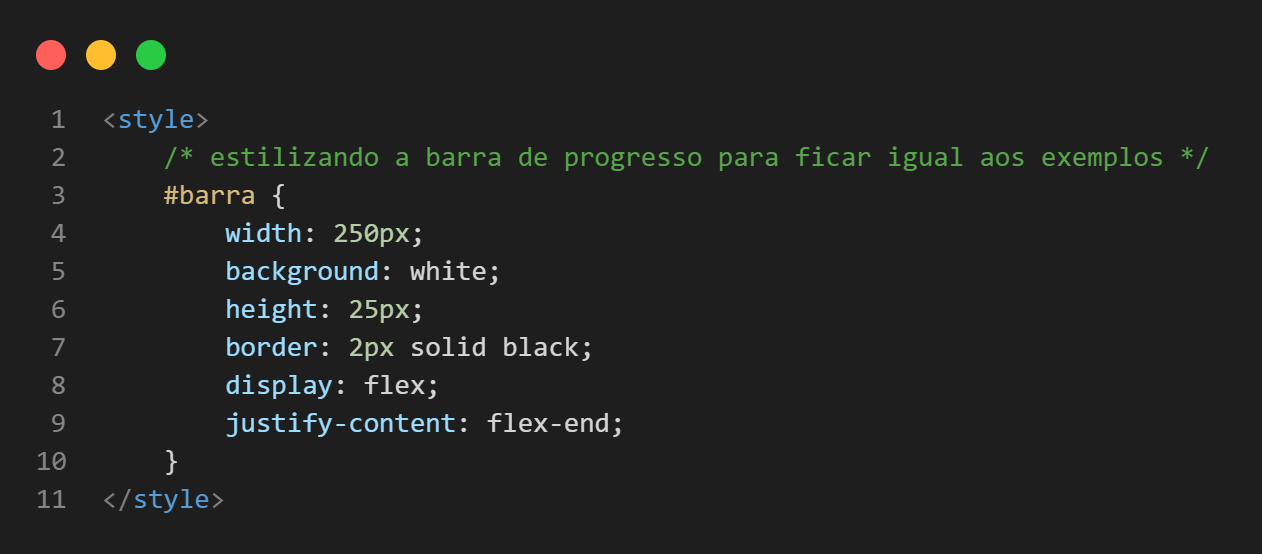 1 <style>
2     /* estilizando a barra de progresso para ficar igual aos exemplos */
3     #barra {
4         width: 250px;
5         background: white;
6         height: 25px;
7         border: 2px solid black;
8         display: flex;
9         justify-content: flex-end;
10     }
11 </style>